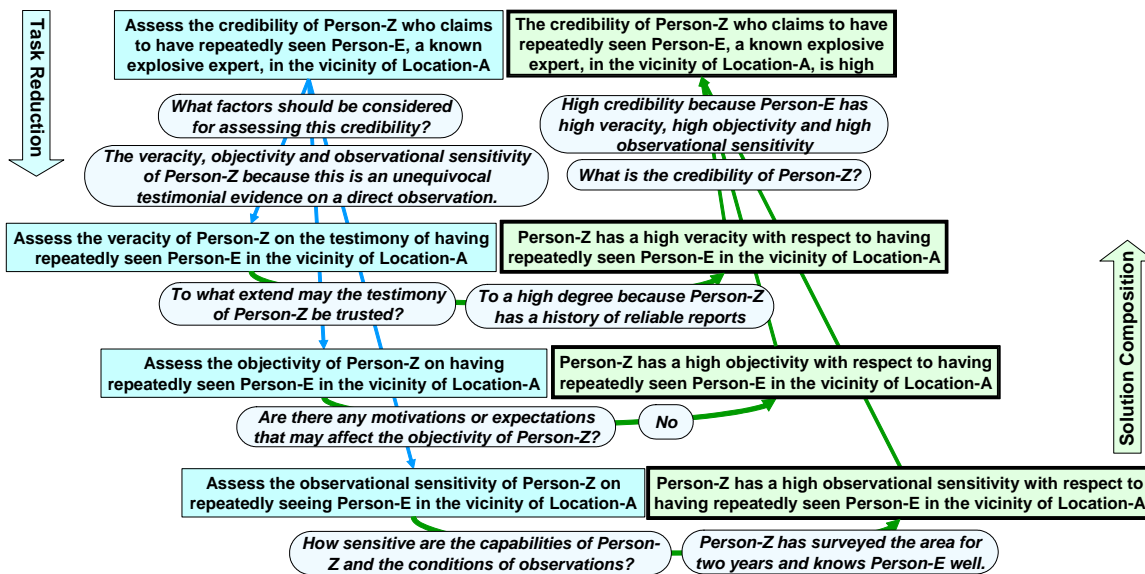 Task Reduction
Assess the credibility of Person-Z who claims
to have repeatedly seen Person-E, a known
explosive expert, in the vicinity of Location-A
The credibility of Person-Z who claims to have
repeatedly seen Person-E, a known explosive
expert, in the vicinity of Location-A, is high
What factors should be considered
for assessing this credibility?
High credibility because Person-E has
high veracity, high objectivity and high
observational sensitivity
The veracity, objectivity and observational sensitivity
of Person-Z because this is an unequivocal
testimonial evidence on a direct observation.
What is the credibility of Person-Z?
Assess the veracity of Person-Z on the testimony of having
repeatedly seen Person-E in the vicinity of Location-A
Person-Z has a high veracity with respect to having
repeatedly seen Person-E in the vicinity of Location-A
To what extend may the testimony
of Person-Z be trusted?
To a high degree because Person-Z
has a history of reliable reports
Assess the objectivity of Person-Z on having
repeatedly seen Person-E in the vicinity of Location-A
Person-Z has a high objectivity with respect to having
repeatedly seen Person-E in the vicinity of Location-A
Are there any motivations or expectations
that may affect the objectivity of Person-Z?
No
Solution Composition
Assess the observational sensitivity of Person-Z on
repeatedly seeing Person-E in the vicinity of Location-A
Person-Z has a high observational sensitivity with respect to
having repeatedly seen Person-E in the vicinity of Location-A
How sensitive are the capabilities of Person-
Z and the conditions of observations?
Person-Z has surveyed the area for
two years and knows Person-E well.